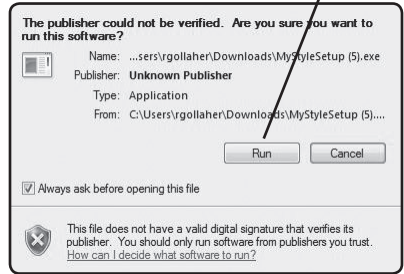 The publisher could not be verified.  Are you sure you want to
run this software?
Name: ...sers\rgollaher\Downloads\MyStyleSetup (5).exe
Publisher: Unknown Publisher
Type: Application
From: C:\Users\rgollaher\Downloads\MyStyleSetup (5)....
Run Cancel
Always ask before opening this file
This file does not have a valid digital signature that verifies its
publisher.  You should only run software from publishers you trust.
How can I decide what software to run?